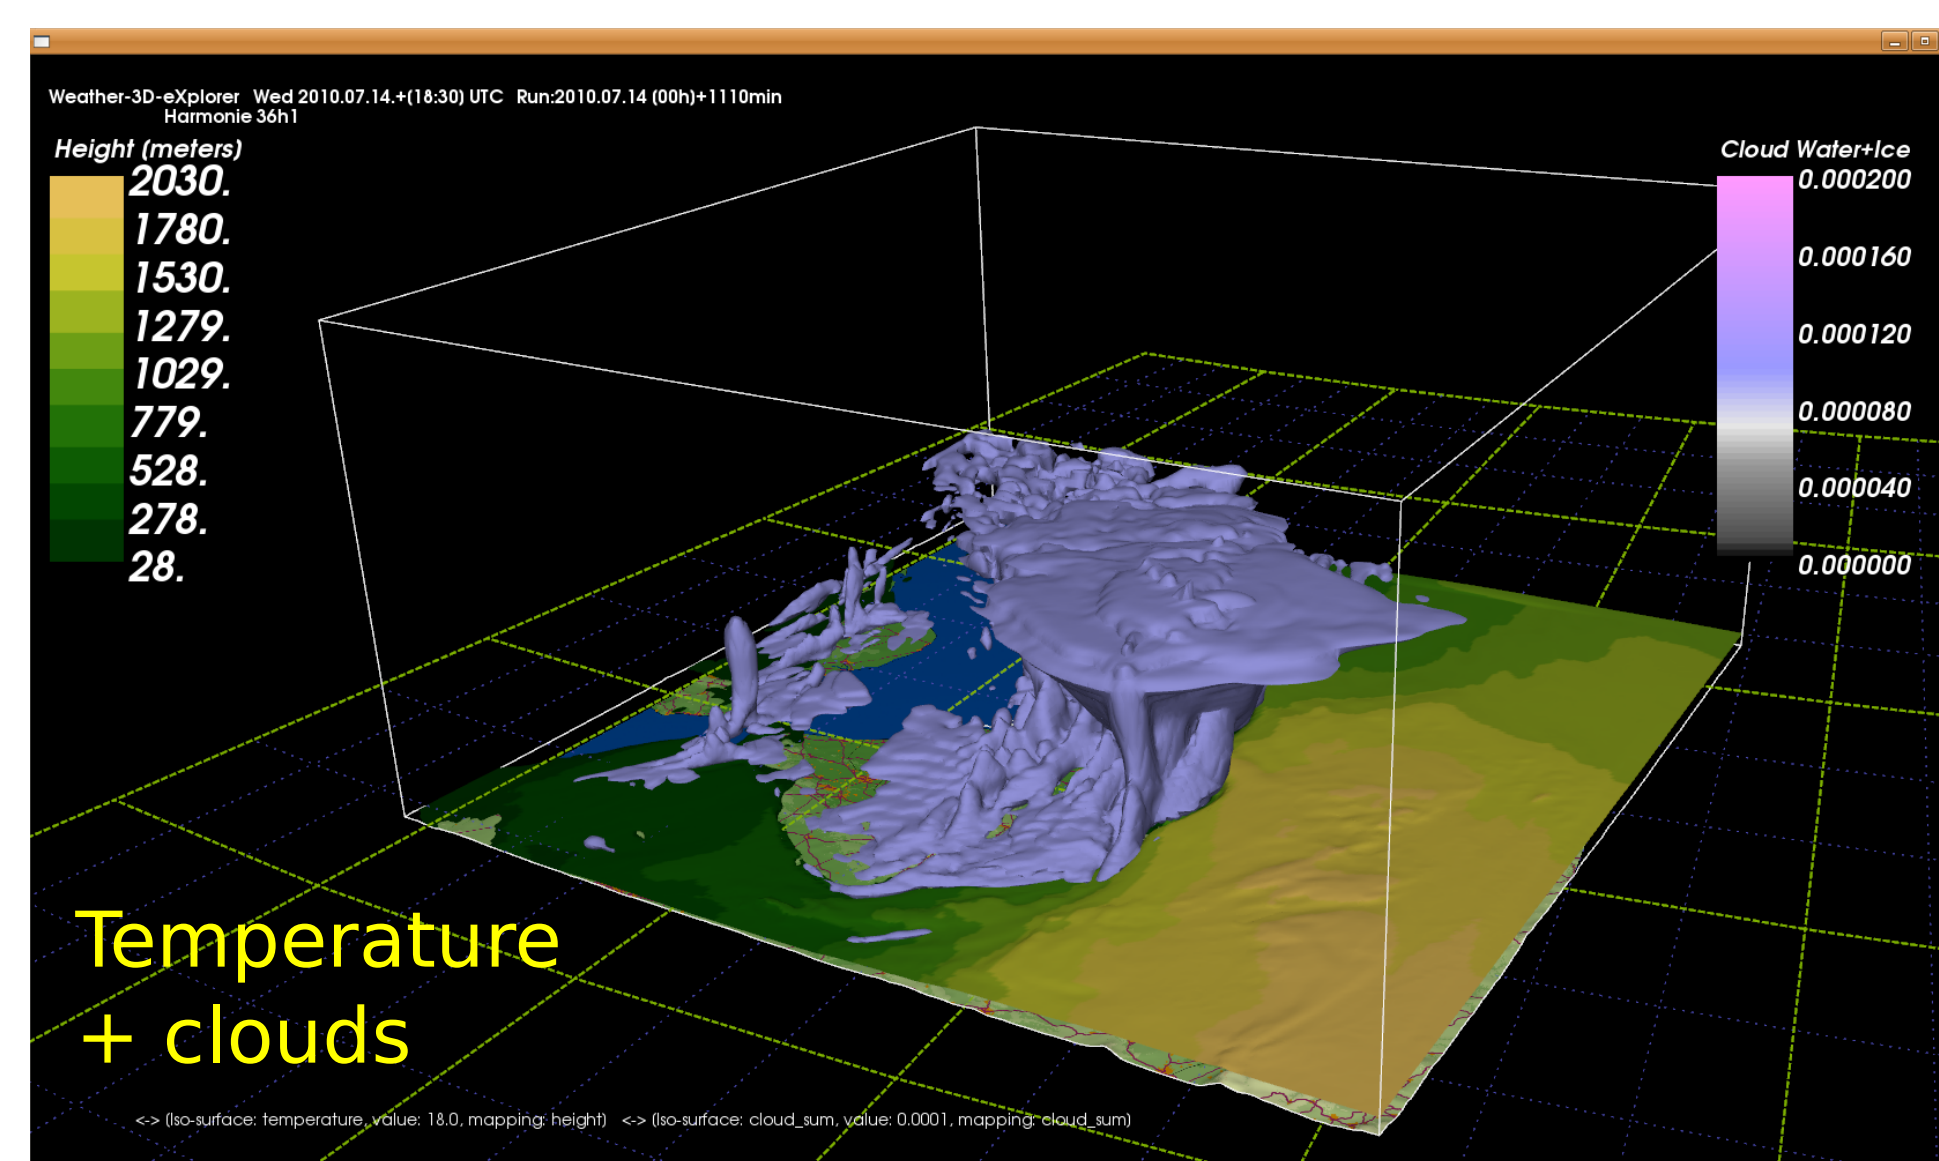 Weather-3D-eXplorer Wed 2010.07.14.+(18:30) UTC Run:2010.07.14 (00h)+1110min
Harmonie 36h1
Height (meters)
2030.
1780.
1530.
1279.
1029.
779.
528.
278.
28.
Cloud Water+Ice
0.000200
0.000160
0.000120
0.000080
0.000040
0.000000
Temperature
+ clouds
<-> (Iso-surface: temperature, value: 18.0, mapping: height) <-> (Iso-surface: cloud_sum, value: 0.0001, mapping: cloud_sum)